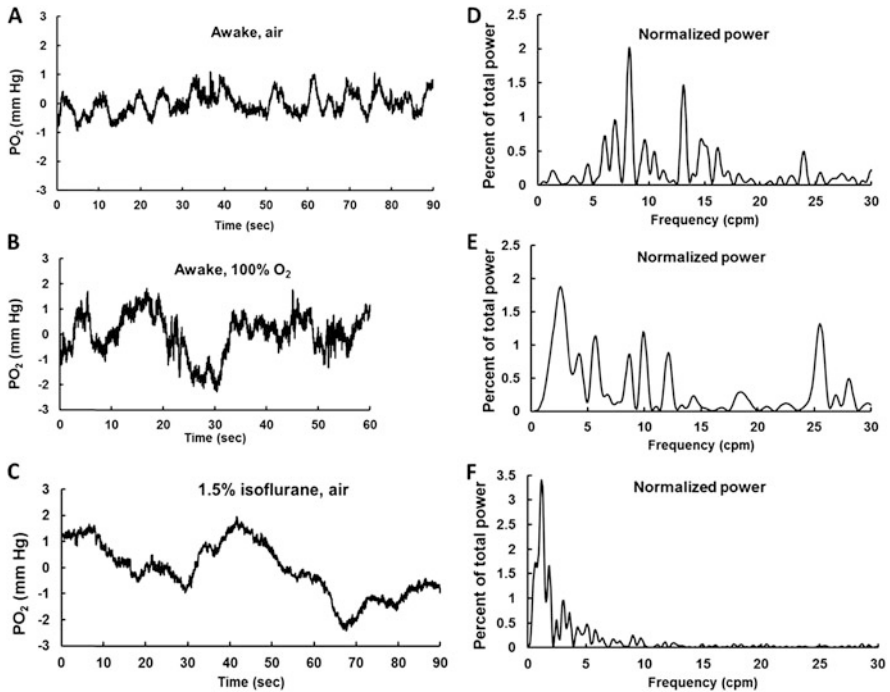 A
Awake, air
PO₂ (mm Hg)
3
2
1
0
-1
-2
-3
0 10 20 30 40 50 60 70 80 90
Time (sec)
D
Normalized power
Percent of total power
2.5
2
1.5
1
0.5
0
0 5 10 15 20 25 30
Frequency (cpm)
B
Awake, 100% O₂
PO₂ (mm Hg)
3
2
1
0
-1
-2
-3
0 10 20 30 40 50 60
Time (sec)
E
Normalized power
Percent of total power
2.5
2
1.5
1
0.5
0
0 5 10 15 20 25 30
Frequency (cpm)
C
1.5% isoflurane, air
PO₂ (mm Hg)
3
2
1
0
-1
-2
-3
0 10 20 30 40 50 60 70 80 90
Time (sec)
F
Normalized power
Percent of total power
3.5
3
2.5
2
1.5
1
0.5
0
0 5 10 15 20 25 30
Frequency (cpm)